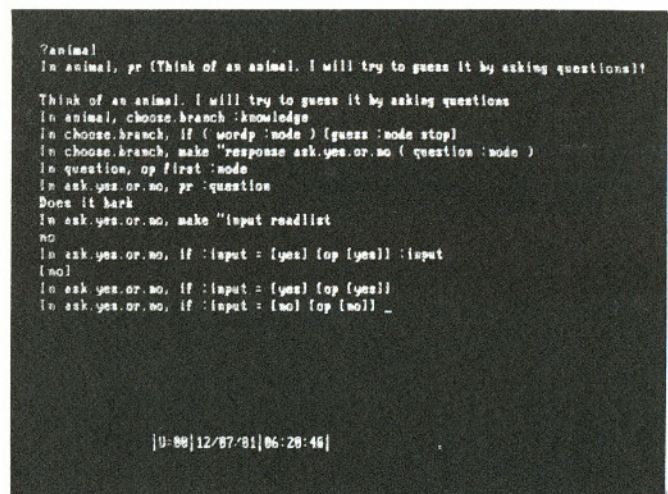 ?animal
In animal, pr [Think of an animal. I will try to guess it by asking questions]?
Think of an animal. I will try to guess it by asking questions
In animal, choose.branch :knowledge
In choose.branch, if ( wordp :node ) [guess :node stop]
In choose.branch, make "response ask.yes.or.no ( question :node )
In question, op first :node
In ask.yes.or.no, pr :question
Does it bark
In ask.yes.or.no, make "input readlist
no
In ask.yes.or.no, if :input = [yes] [op [yes]] :input
[no]
In ask.yes.or.no, if :input = [yes] [op [yes]]
In ask.yes.or.no, if :input = [no] [op [no]] _
|U=00|12/07/81|06:28:46|